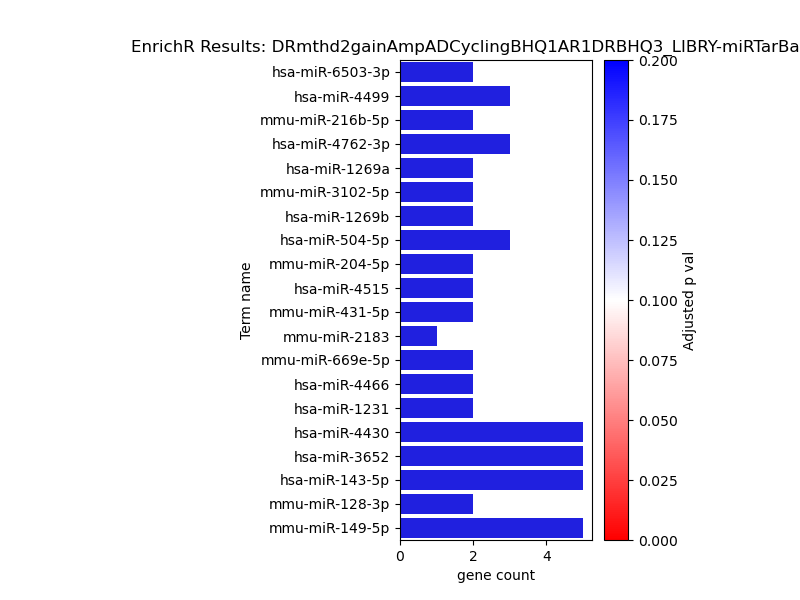 EnrichR Results: DRmthd2gainAmpADCyclingBHQ1AR1DRBHQ3_LIBRY-miRTarBa
hsa-miR-6503-3p
hsa-miR-4499
mmu-miR-216b-5p
hsa-miR-4762-3p
hsa-miR-1269a
mmu-miR-3102-5p
hsa-miR-1269b
hsa-miR-504-5p
mmu-miR-204-5p
hsa-miR-4515
mmu-miR-431-5p
mmu-miR-2183
mmu-miR-669e-5p
hsa-miR-4466
hsa-miR-1231
hsa-miR-4430
hsa-miR-3652
hsa-miR-143-5p
mmu-miR-128-3p
mmu-miR-149-5p
Term name
0 2 4
gene count
0.200
0.175
0.150
0.125
0.100
0.075
0.050
0.025
0.000
Adjusted p val